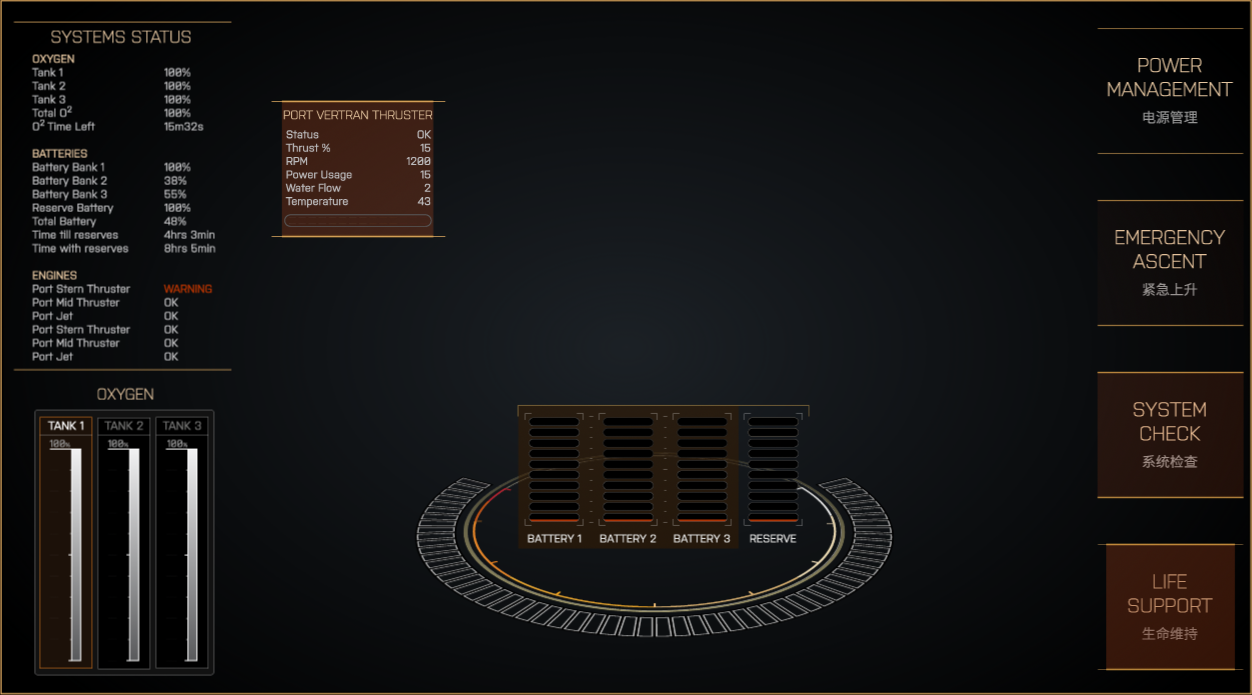 SYSTEMS STATUS
OXYGEN
Tank 1 100%
Tank 2 100%
Tank 3 100%
Total O² 100%
O² Time Left 15m32s
BATTERIES
Battery Bank 1 100%
Battery Bank 2 38%
Battery Bank 3 55%
Reserve Battery 100%
Total Battery 48%
Time till reserves 4hrs 3min
Time with reserves 8hrs 5min
ENGINES
Port Stern Thruster WARNING
Port Mid Thruster OK
Port Jet OK
Port Stern Thruster OK
Port Mid Thruster OK
Port Jet OK
OXYGEN
TANK 1 TANK 2 TANK 3
100% 100% 100%
PORT VERTRAN THRUSTER
Status OK
Thrust % 15
RPM 1200
Power Usage 15
Water Flow 2
Temperature 43
BATTERY 1 BATTERY 2 BATTERY 3 RESERVE
POWER
MANAGEMENT
电源管理
EMERGENCY
ASCENT
紧急上升
SYSTEM
CHECK
系统检查
LIFE
SUPPORT
生命维持